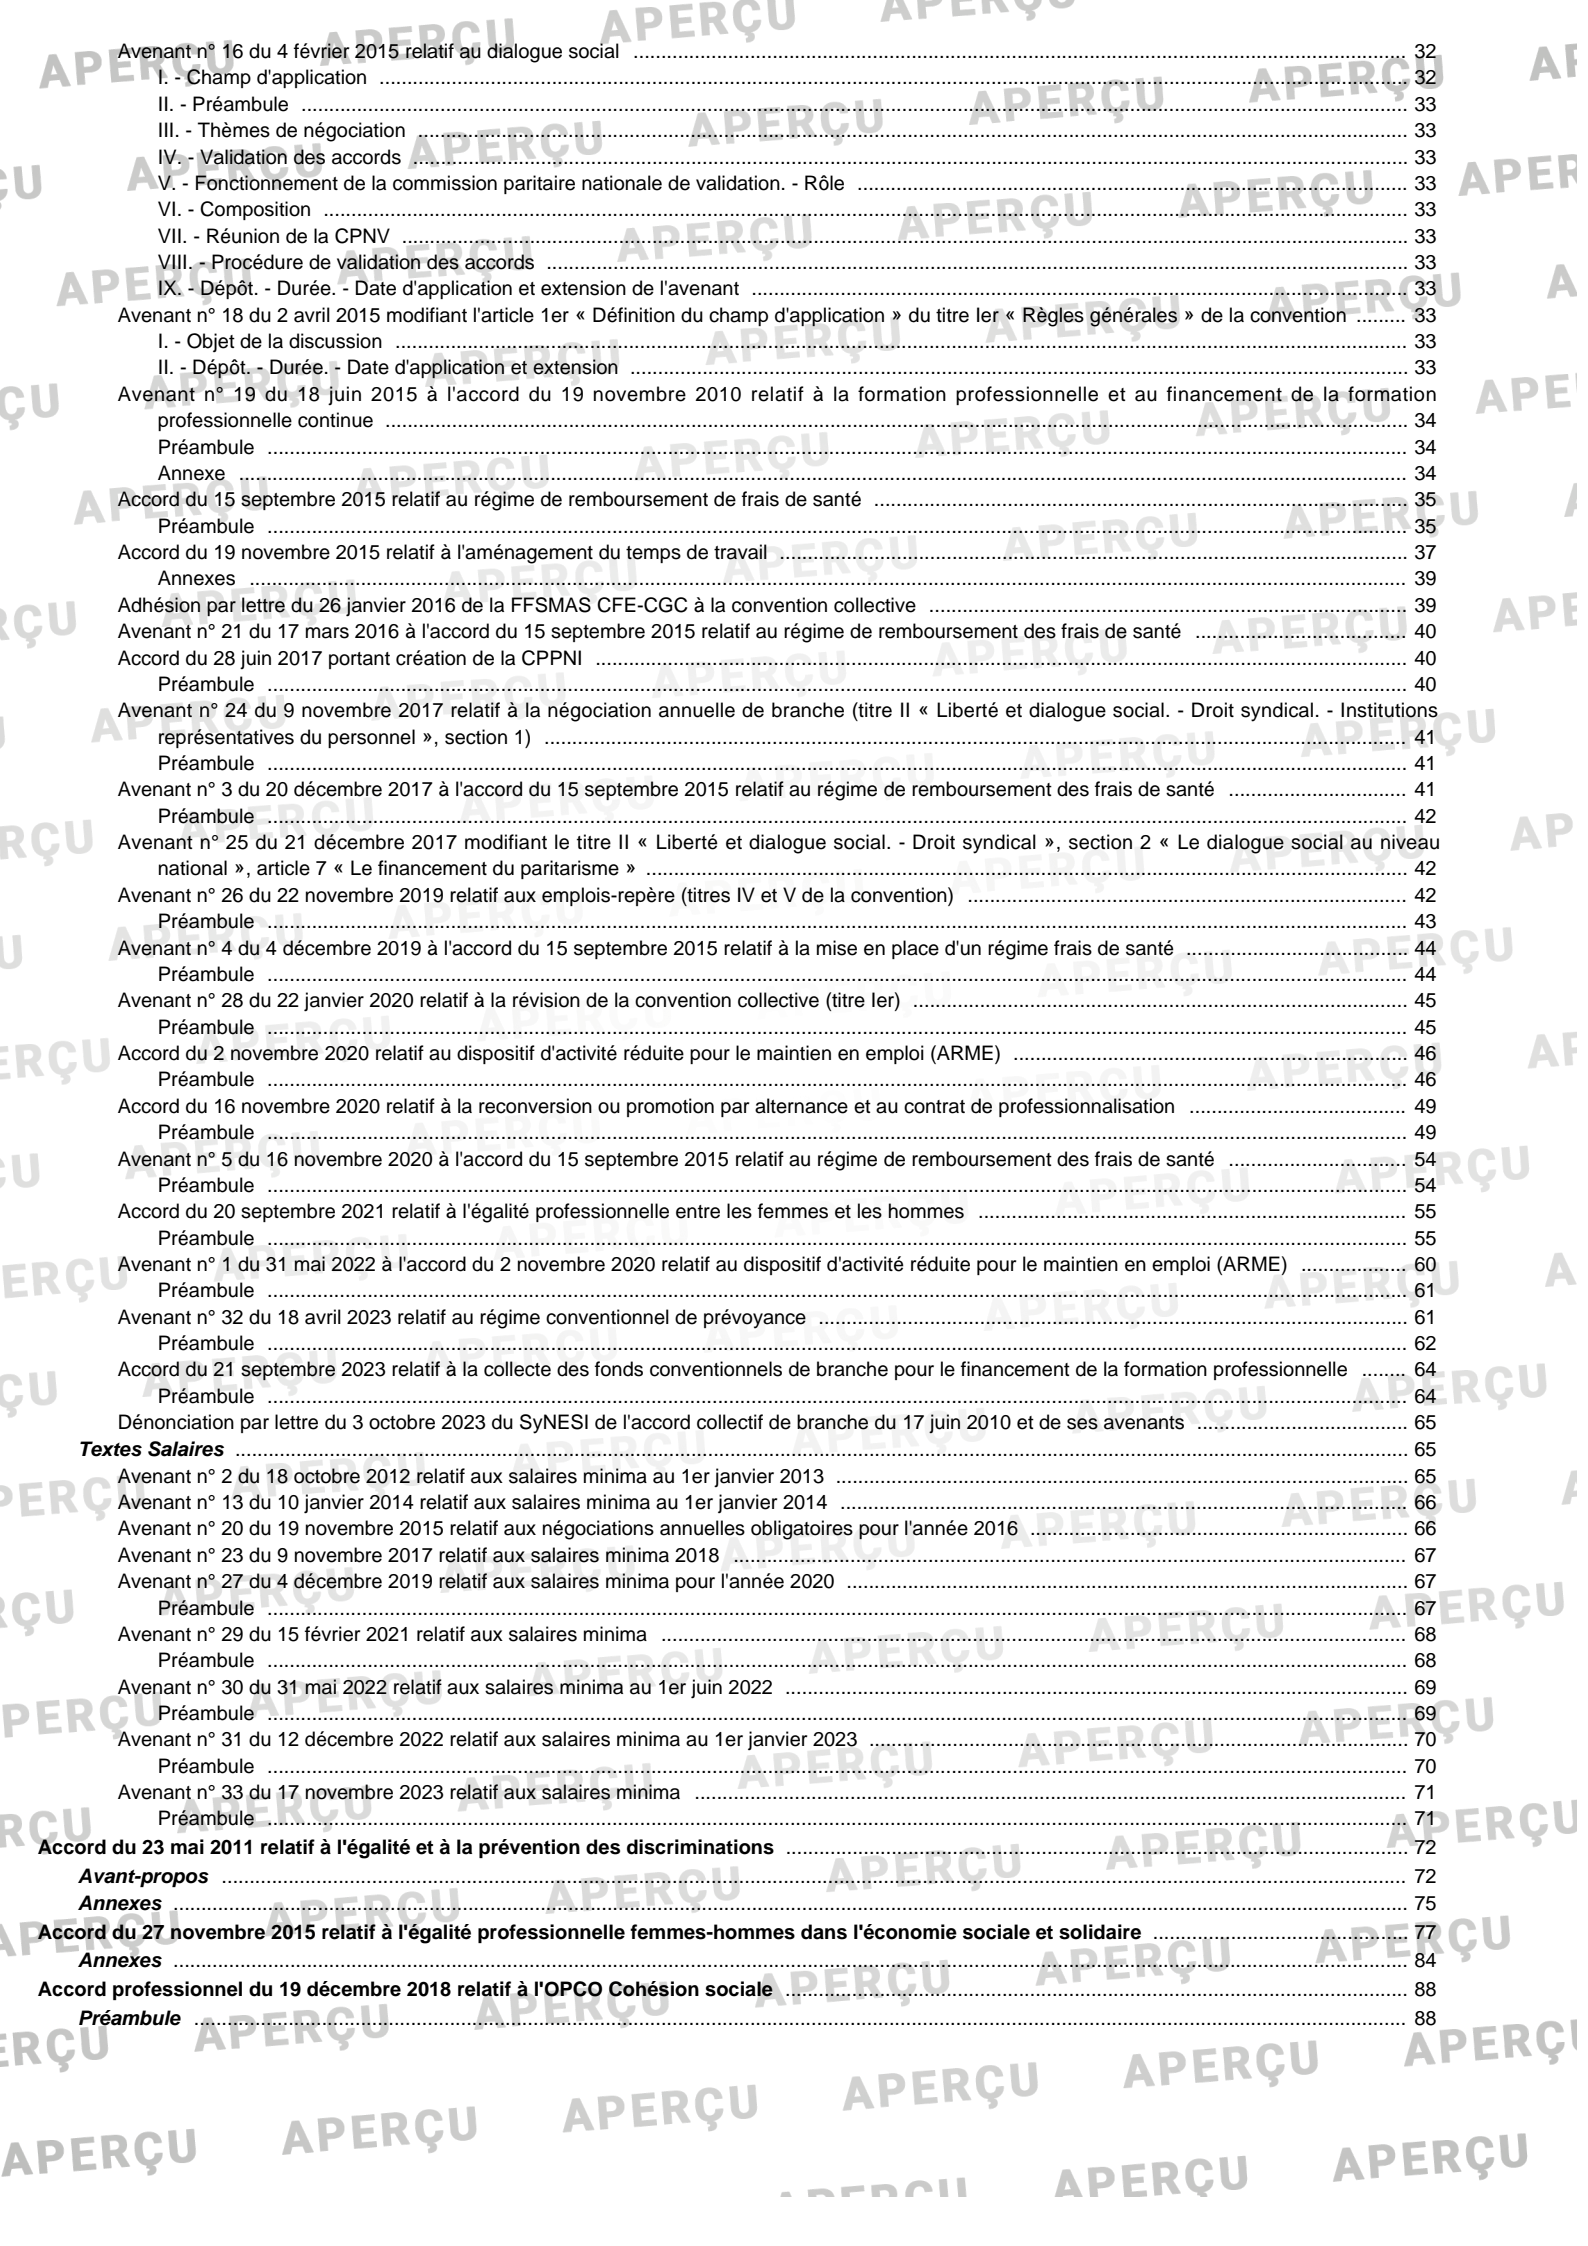 Avenant n° 16 du 4 février 2015 relatif au dialogue social ........ 32
I. - Champ d'application ........ 32
II. - Préambule ........ 33
III. - Thèmes de négociation ........ 33
IV. - Validation des accords ........ 33
V. - Fonctionnement de la commission paritaire nationale de validation. - Rôle ........ 33
VI. - Composition ........ 33
VII. - Réunion de la CPNV ........ 33
VIII. - Procédure de validation des accords ........ 33
IX. - Dépôt. - Durée. - Date d'application et extension de l'avenant ........ 33
Avenant n° 18 du 2 avril 2015 modifiant l'article 1er « Définition du champ d'application » du titre Ier « Règles générales » de la convention ........ 33
I. - Objet de la discussion ........ 33
II. - Dépôt. - Durée. - Date d'application et extension ........ 33
Avenant n° 19 du 18 juin 2015 à l'accord du 19 novembre 2010 relatif à la formation professionnelle et au financement de la formation
professionnelle continue ........ 34
Préambule ........ 34
Annexe ........ 34
Accord du 15 septembre 2015 relatif au régime de remboursement de frais de santé ........ 35
Préambule ........ 35
Accord du 19 novembre 2015 relatif à l'aménagement du temps de travail ........ 37
Annexes ........ 39
Adhésion par lettre du 26 janvier 2016 de la FFSMAS CFE-CGC à la convention collective ........ 39
Avenant n° 21 du 17 mars 2016 à l'accord du 15 septembre 2015 relatif au régime de remboursement des frais de santé ........ 40
Accord du 28 juin 2017 portant création de la CPPNI ........ 40
Préambule ........ 40
Avenant n° 24 du 9 novembre 2017 relatif à la négociation annuelle de branche (titre II « Liberté et dialogue social. - Droit syndical. - Institutions
représentatives du personnel », section 1) ........ 41
Préambule ........ 41
Avenant n° 3 du 20 décembre 2017 à l'accord du 15 septembre 2015 relatif au régime de remboursement des frais de santé ........ 41
Préambule ........ 42
Avenant n° 25 du 21 décembre 2017 modifiant le titre II « Liberté et dialogue social. - Droit syndical », section 2 « Le dialogue social au niveau
national », article 7 « Le financement du paritarisme » ........ 42
Avenant n° 26 du 22 novembre 2019 relatif aux emplois-repère (titres IV et V de la convention) ........ 42
Préambule ........ 43
Avenant n° 4 du 4 décembre 2019 à l'accord du 15 septembre 2015 relatif à la mise en place d'un régime frais de santé ........ 44
Préambule ........ 44
Avenant n° 28 du 22 janvier 2020 relatif à la révision de la convention collective (titre Ier) ........ 45
Préambule ........ 45
Accord du 2 novembre 2020 relatif au dispositif d'activité réduite pour le maintien en emploi (ARME) ........ 46
Préambule ........ 46
Accord du 16 novembre 2020 relatif à la reconversion ou promotion par alternance et au contrat de professionnalisation ........ 49
Préambule ........ 49
Avenant n° 5 du 16 novembre 2020 à l'accord du 15 septembre 2015 relatif au régime de remboursement des frais de santé ........ 54
Préambule ........ 54
Accord du 20 septembre 2021 relatif à l'égalité professionnelle entre les femmes et les hommes ........ 55
Préambule ........ 55
Avenant n° 1 du 31 mai 2022 à l'accord du 2 novembre 2020 relatif au dispositif d'activité réduite pour le maintien en emploi (ARME) ........ 60
Préambule ........ 61
Avenant n° 32 du 18 avril 2023 relatif au régime conventionnel de prévoyance ........ 61
Préambule ........ 62
Accord du 21 septembre 2023 relatif à la collecte des fonds conventionnels de branche pour le financement de la formation professionnelle ........ 64
Préambule ........ 64
Dénonciation par lettre du 3 octobre 2023 du SyNESI de l'accord collectif de branche du 17 juin 2010 et de ses avenants ........ 65
Textes Salaires ........ 65
Avenant n° 2 du 18 octobre 2012 relatif aux salaires minima au 1er janvier 2013 ........ 65
Avenant n° 13 du 10 janvier 2014 relatif aux salaires minima au 1er janvier 2014 ........ 66
Avenant n° 20 du 19 novembre 2015 relatif aux négociations annuelles obligatoires pour l'année 2016 ........ 66
Avenant n° 23 du 9 novembre 2017 relatif aux salaires minima 2018 ........ 67
Avenant n° 27 du 4 décembre 2019 relatif aux salaires minima pour l'année 2020 ........ 67
Préambule ........ 67
Avenant n° 29 du 15 février 2021 relatif aux salaires minima ........ 68
Préambule ........ 68
Avenant n° 30 du 31 mai 2022 relatif aux salaires minima au 1er juin 2022 ........ 69
Préambule ........ 69
Avenant n° 31 du 12 décembre 2022 relatif aux salaires minima au 1er janvier 2023 ........ 70
Préambule ........ 70
Avenant n° 33 du 17 novembre 2023 relatif aux salaires minima ........ 71
Préambule ........ 71
Accord du 23 mai 2011 relatif à l'égalité et à la prévention des discriminations ........ 72
Avant-propos ........ 72
Annexes ........ 75
Accord du 27 novembre 2015 relatif à l'égalité professionnelle femmes-hommes dans l'économie sociale et solidaire ........ 77
Annexes ........ 84
Accord professionnel du 19 décembre 2018 relatif à l'OPCO Cohésion sociale ........ 88
Préambule ........ 88
APERÇU